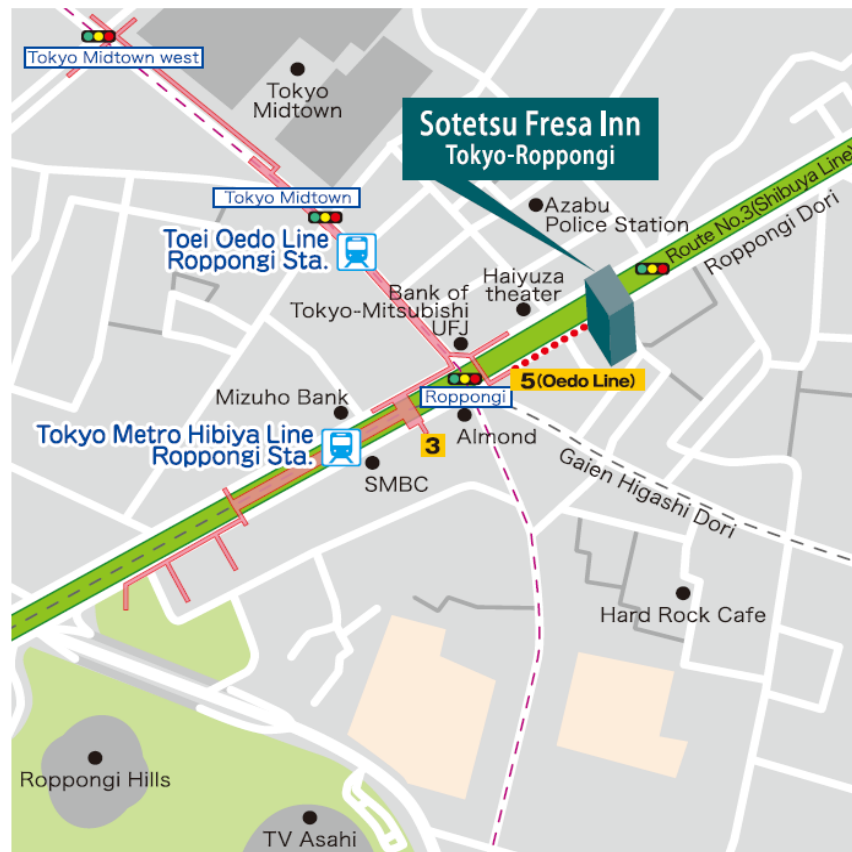 Tokyo Midtown west
Tokyo
Midtown
Sotetsu Fresa Inn
Tokyo-Roppongi
Route No.3(Shibuya Line)
Roppongi Dori
Tokyo Midtown
Azabu
Police Station
Toei Oedo Line
Roppongi Sta.
Haiyuza
theater
Bank of
Tokyo-Mitsubishi
UFJ
5(Oedo Line)
Mizuho Bank
Roppongi
Tokyo Metro Hibiya Line
Roppongi Sta.
3
Almond
SMBC
Gaien Higashi Dori
Hard Rock Cafe
Roppongi Hills
TV Asahi